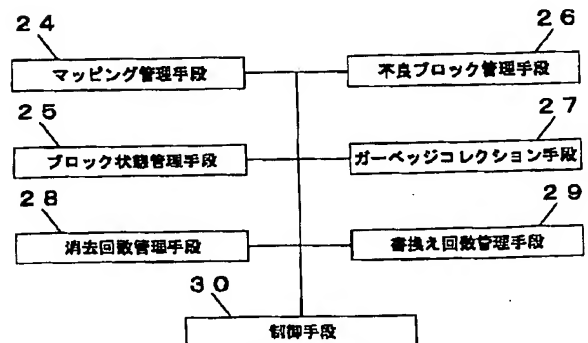 24
マッピング管理手段
26
不良ブロック管理手段
25
ブロック状態管理手段
27
ガーベッジコレクション手段
28
消去回数管理手段
29
書換え回数管理手段
30
制御手段